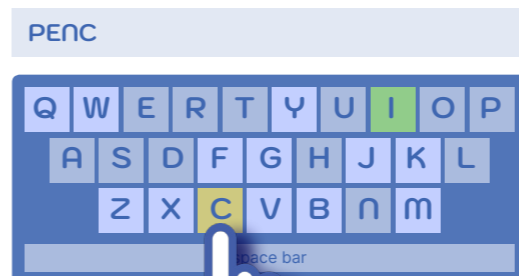 PENC
Q W E R T Y U I O P
A S D F G H J K L
Z X C V B N M
space bar